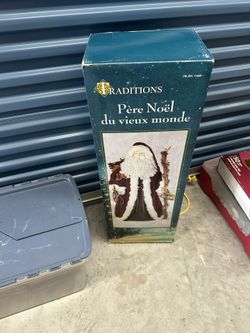 TRADITIONS
Père Noël
du vieux monde